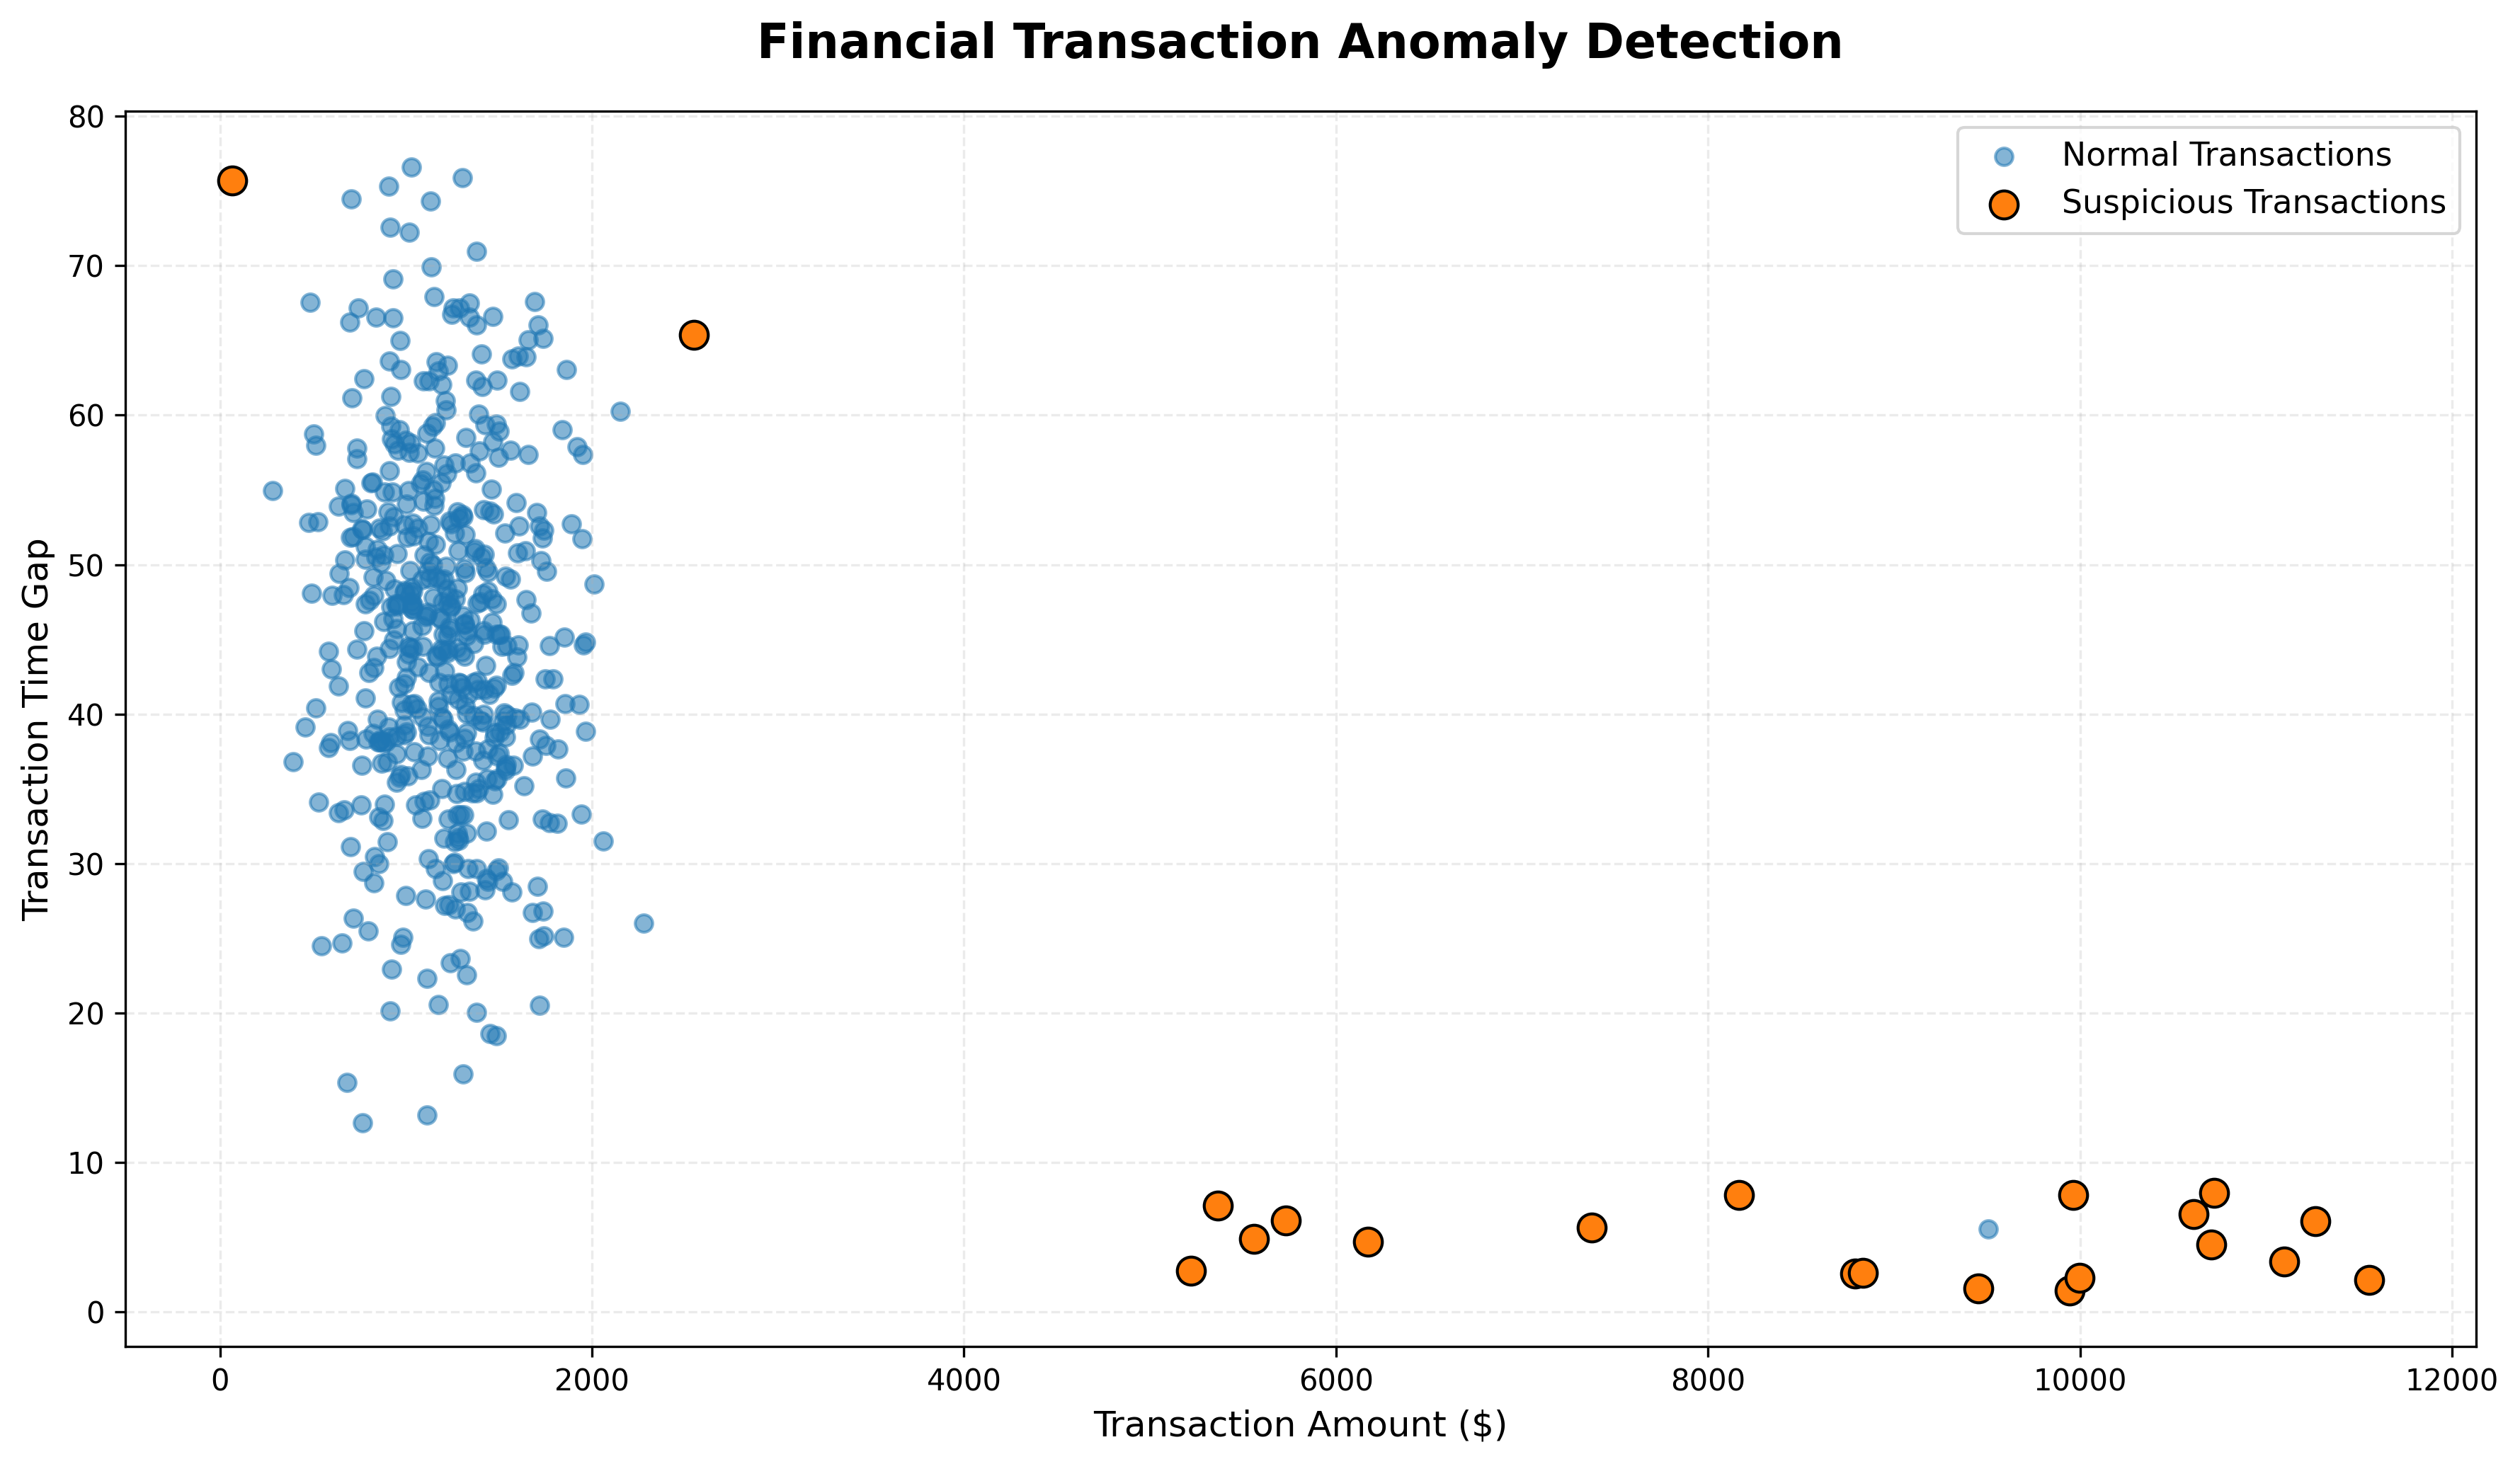 Financial Transaction Anomaly Detection
80
70
60
50
40
30
20
10
0
Transaction Time Gap
Normal Transactions
Suspicious Transactions
0 2000 4000 6000 8000 10000 12000
Transaction Amount ($)